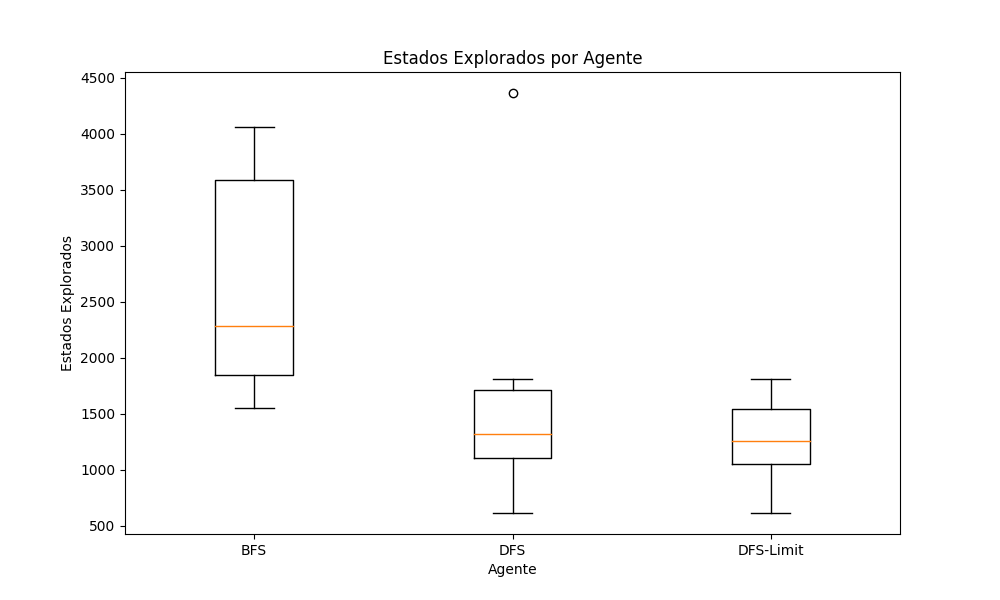 Estados Explorados por Agente
4500
4000
3500
3000
2500
2000
1500
1000
500
Estados Explorados
BFS DFS DFS-Limit
Agente